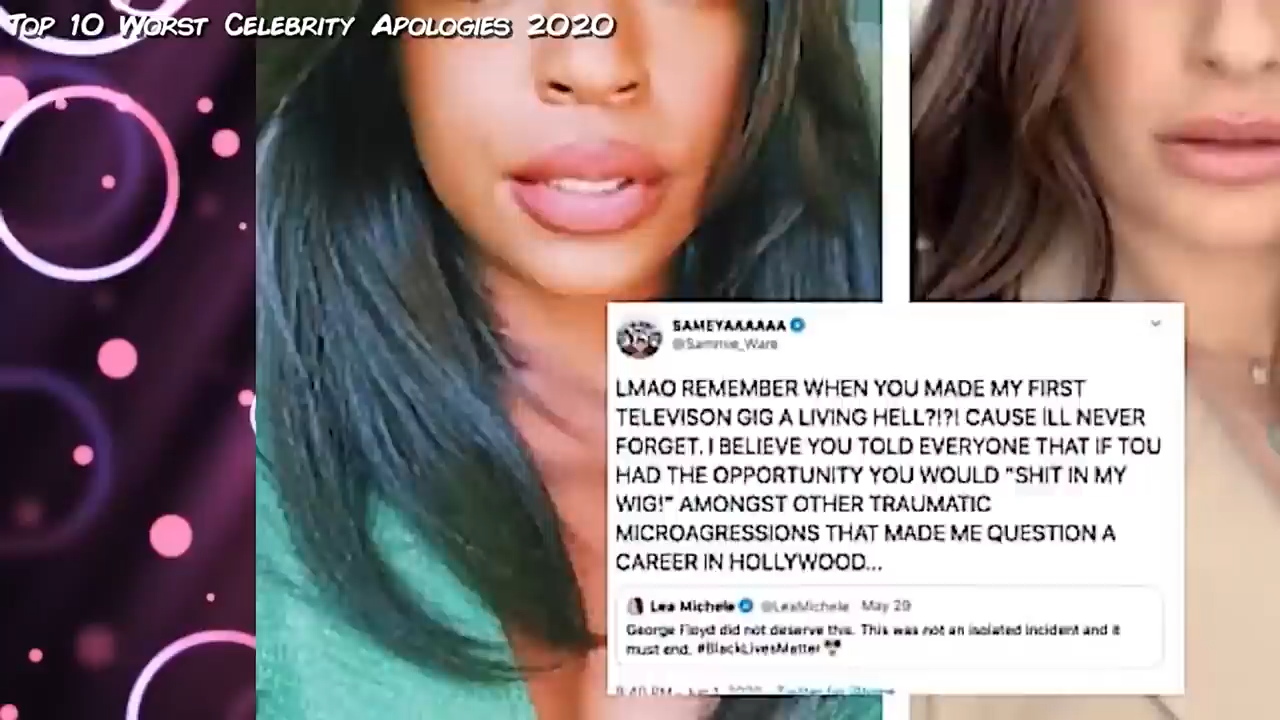 Top 10 Worst Celebrity Apologies 2020
SAMEYAAAAAA
@Sammie_Ware
LMAO REMEMBER WHEN YOU MADE MY FIRST
TELEVISON GIG A LIVING HELL?!?! CAUSE ILL NEVER
FORGET. I BELIEVE YOU TOLD EVERYONE THAT IF TOU
HAD THE OPPORTUNITY YOU WOULD "SHIT IN MY
WIG!" AMONGST OTHER TRAUMATIC
MICROAGRESSIONS THAT MADE ME QUESTION A
CAREER IN HOLLYWOOD...
Lea Michele @LeaMichele · May 29
George Floyd did not deserve this. This was not an isolated incident and it
must end. #BlackLivesMatter